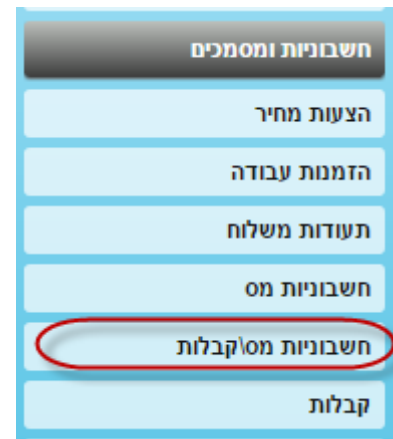 חשבוניות ומסמכים
הצעות מחיר
הזמנות עבודה
תעודות משלוח
חשבוניות מס
חשבוניות מס\קבלות
קבלות